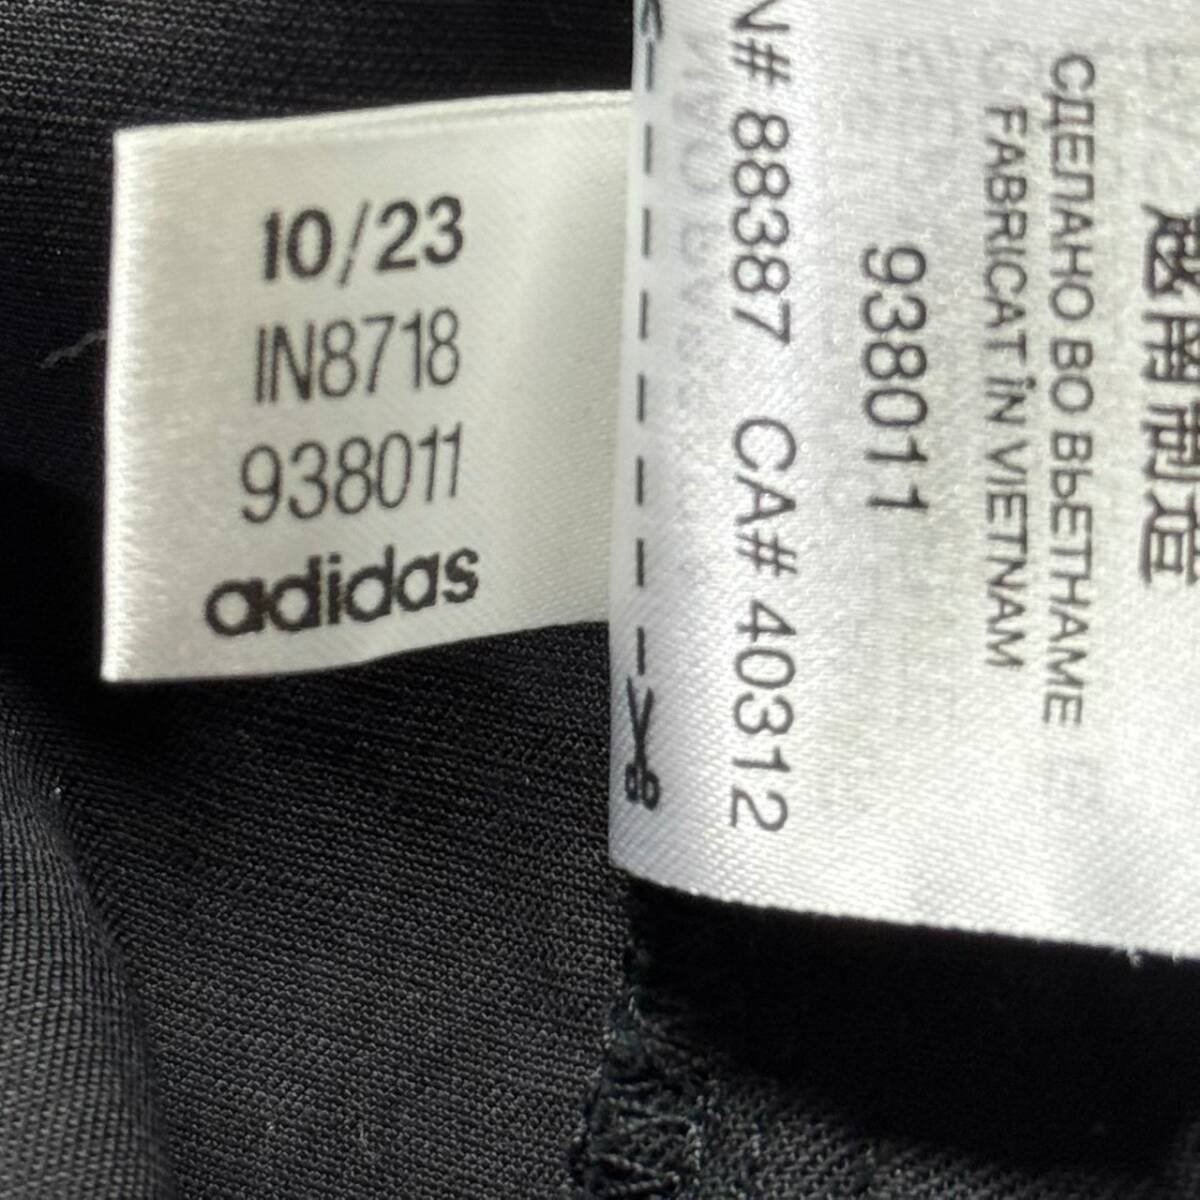 10/23
IN8718
938011
adidas
N# 88387 CA# 40312
938011
FABRICAT ÎN VIETNAM
СДЕЛАНО ВО ВЬЕТНАМЕ
越南制造